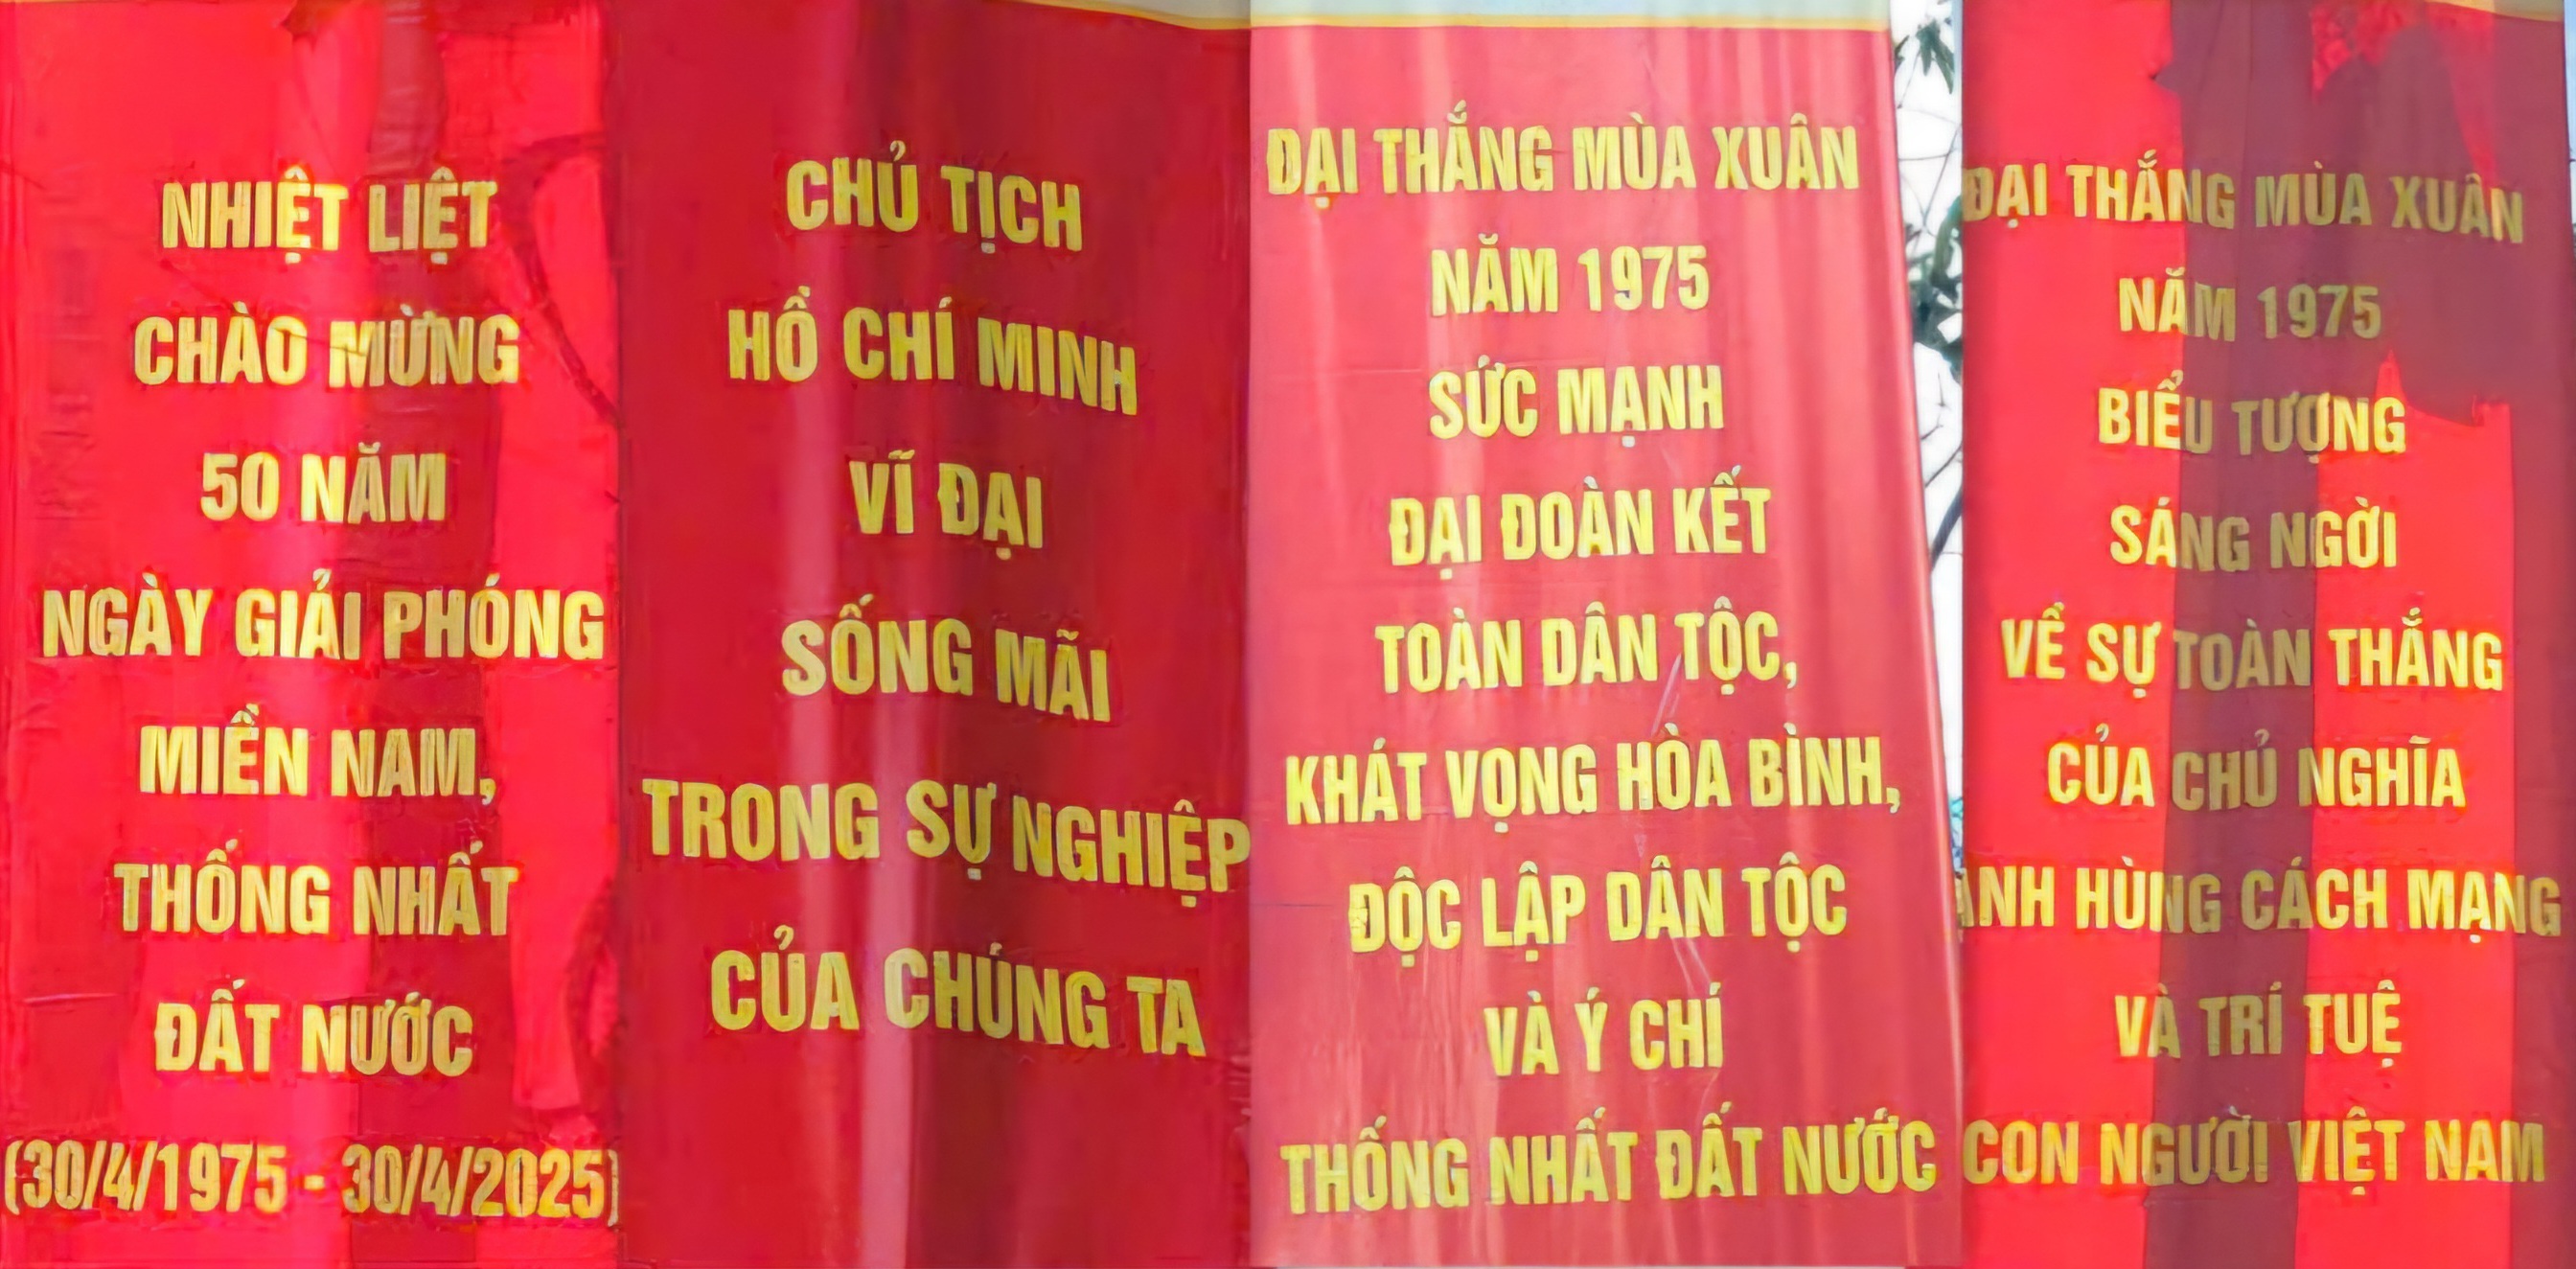 NHIỆT LIỆT
CHÀO MỪNG
50 NĂM
NGÀY GIẢI PHÓNG
MIỀN NAM,
THỐNG NHẤT
ĐẤT NƯỚC
(30/4/1975 - 30/4/2025)
CHỦ TỊCH
HỒ CHÍ MINH
VĨ ĐẠI
SỐNG MÃI
TRONG SỰ NGHIỆP
CỦA CHÚNG TA
ĐẠI THẮNG MÙA XUÂN
NĂM 1975
SỨC MẠNH
ĐẠI ĐOÀN KẾT
TOÀN DÂN TỘC,
KHÁT VỌNG HÒA BÌNH,
ĐỘC LẬP DÂN TỘC
VÀ Ý CHÍ
THỐNG NHẤT ĐẤT NƯỚC
ĐẠI THẮNG MÙA XUÂN
NĂM 1975
BIỂU TƯỢNG
SÁNG NGỜI
VỀ SỰ TOÀN THẮNG
CỦA CHỦ NGHĨA
ANH HÙNG CÁCH MẠNG
VÀ TRÍ TUỆ
CON NGƯỜI VIỆT NAM